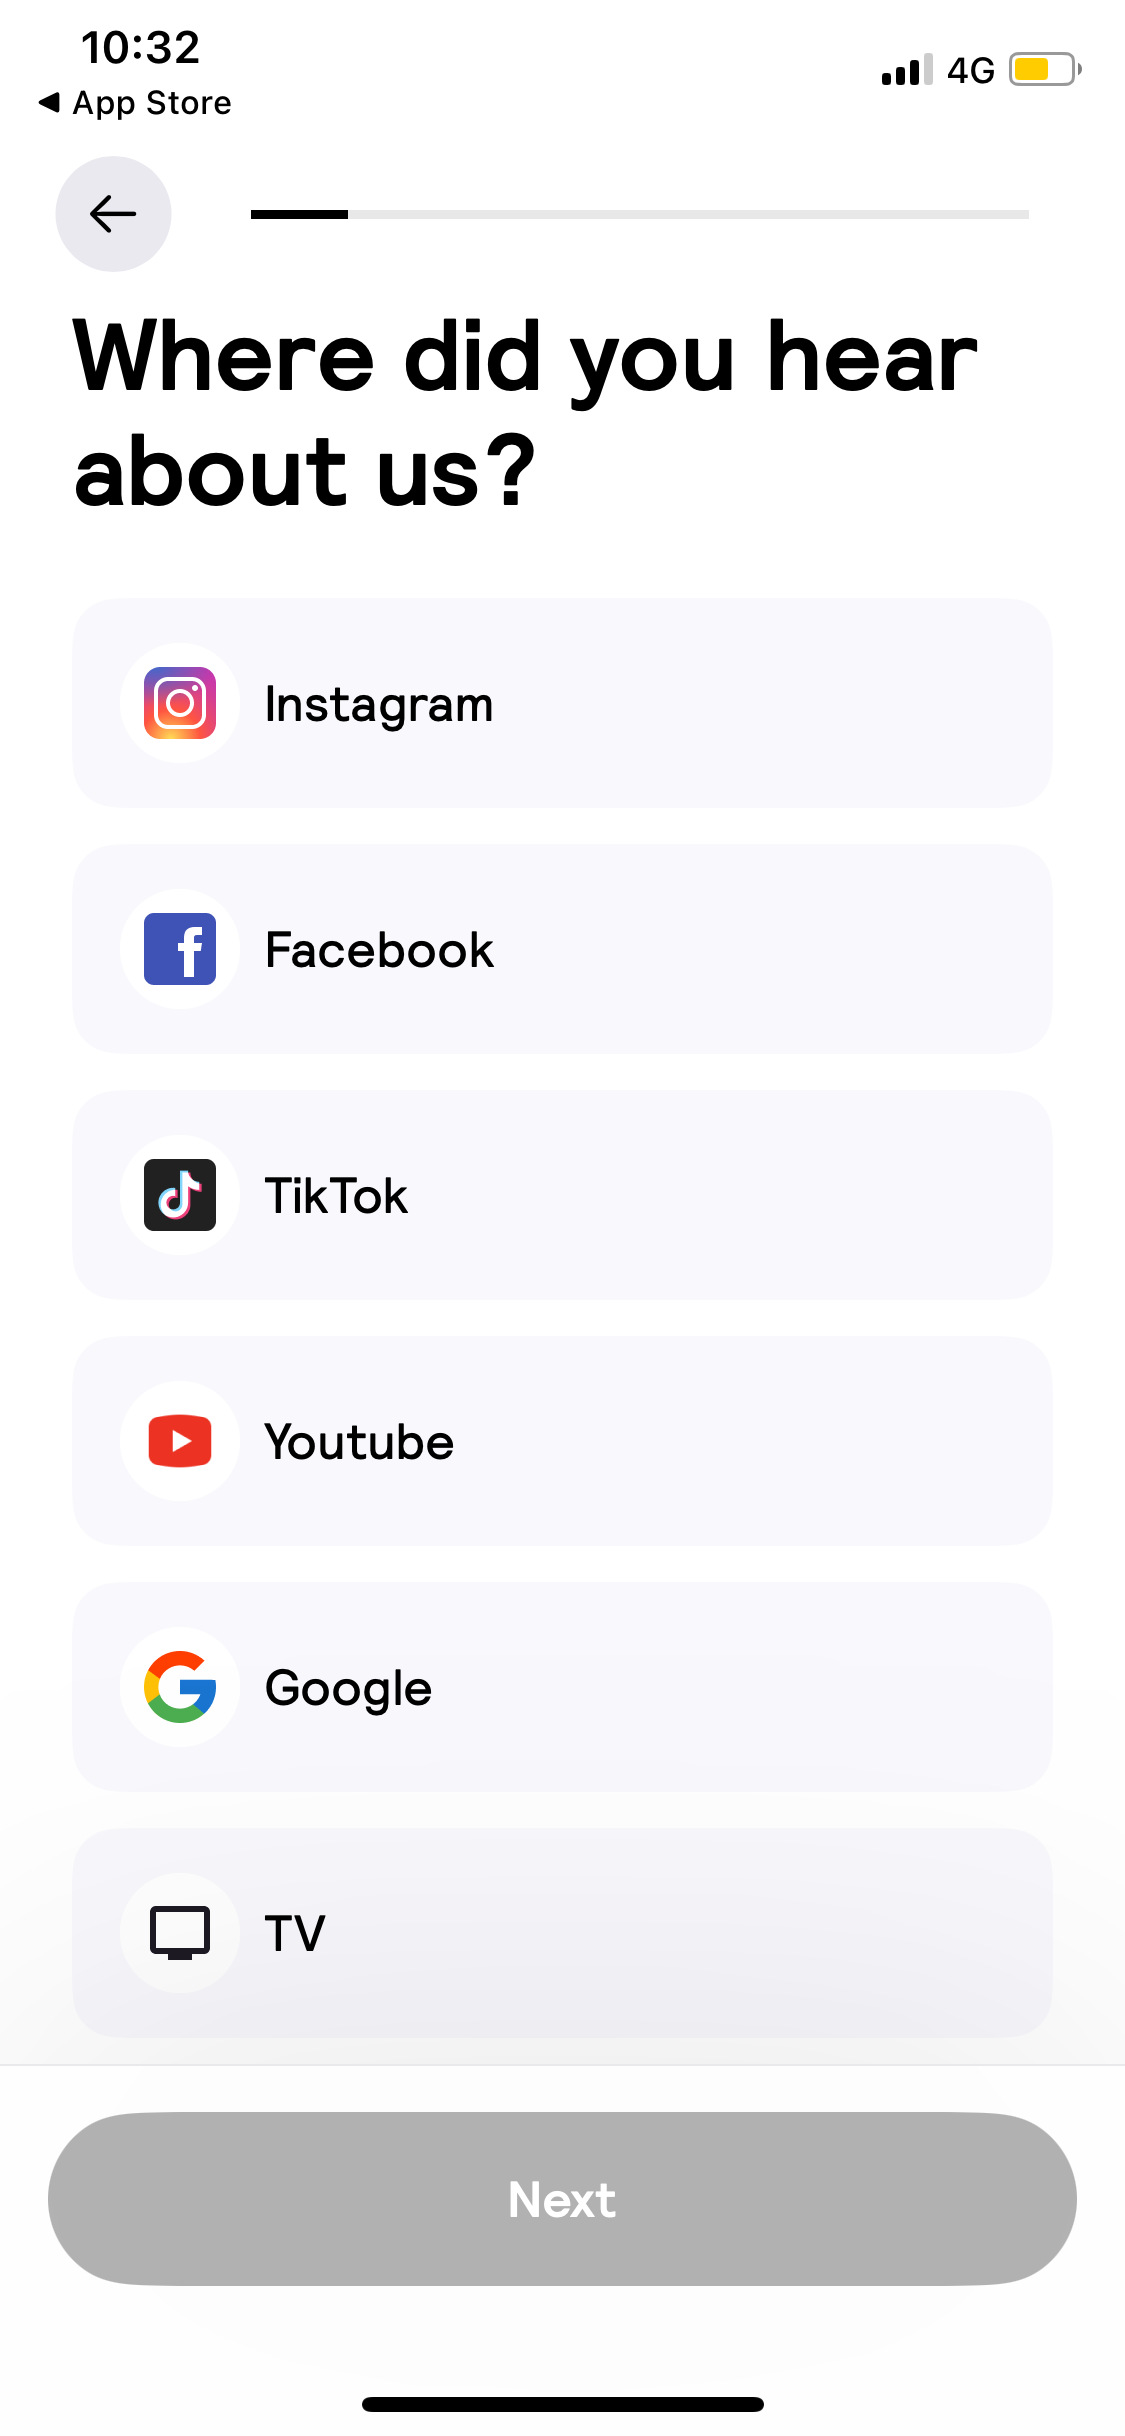 10:32
4G
App Store
Where did you hear
about us?
Instagram
Facebook
TikTok
Youtube
Google
TV
Next